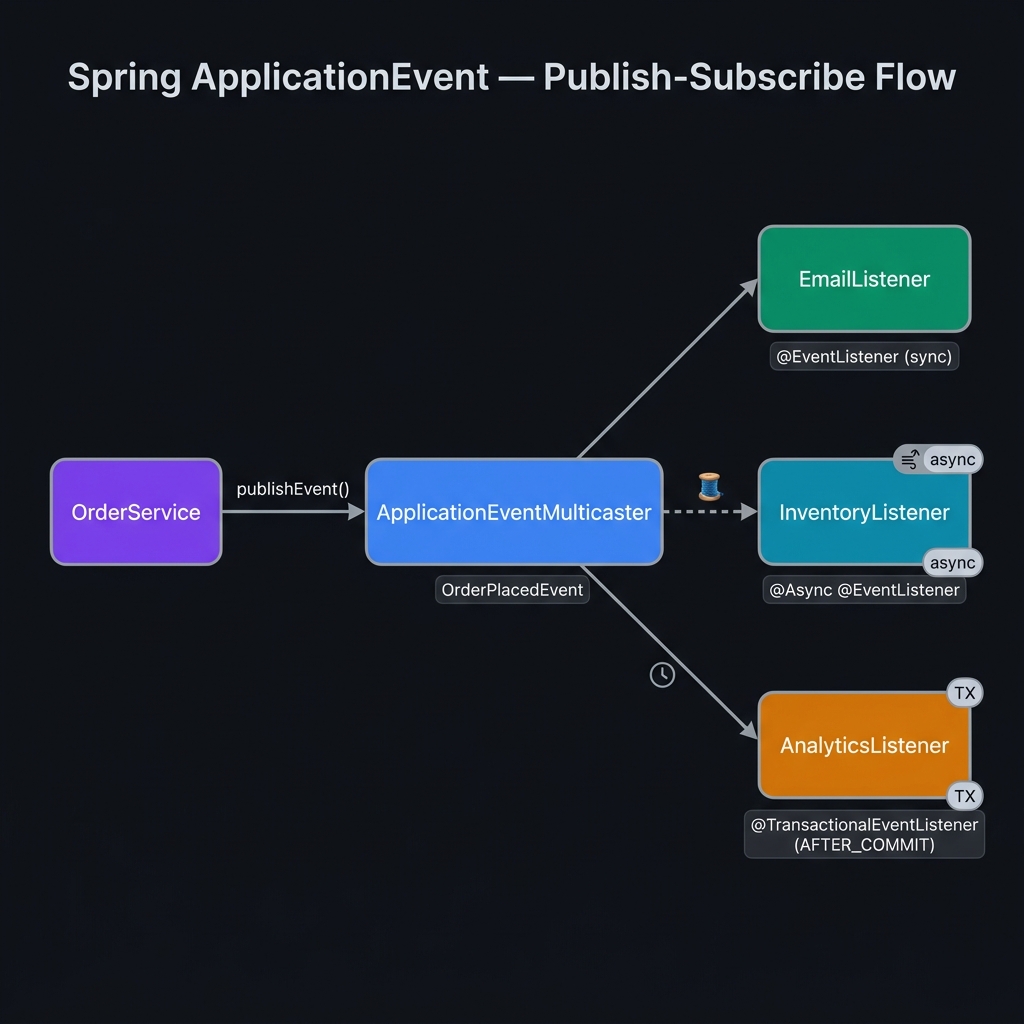 Spring ApplicationEvent — Publish-Subscribe Flow
EmailListener
@EventListener (sync)
OrderService
publishEvent()
ApplicationEventMulticaster
OrderPlacedEvent
async
InventoryListener
async
@Async @EventListener
TX
AnalyticsListener
TX
@TransactionalEventListener
(AFTER_COMMIT)